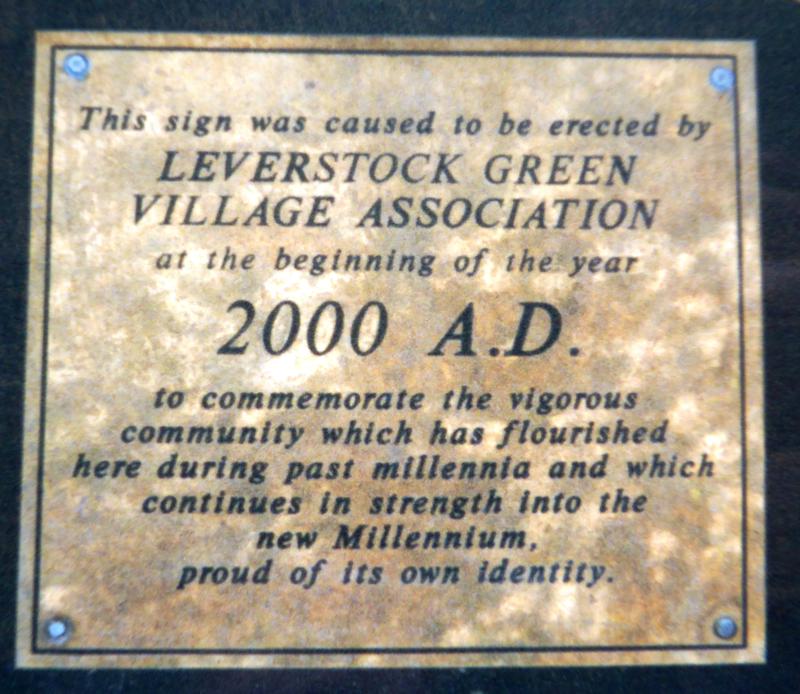 This sign was caused to be erected by
LEVERSTOCK GREEN
VILLAGE ASSOCIATION
at the beginning of the year
2000 A.D.
to commemorate the vigorous
community which has flourished
here during past millennia and which
continues in strength into the
new Millennium,
proud of its own identity.